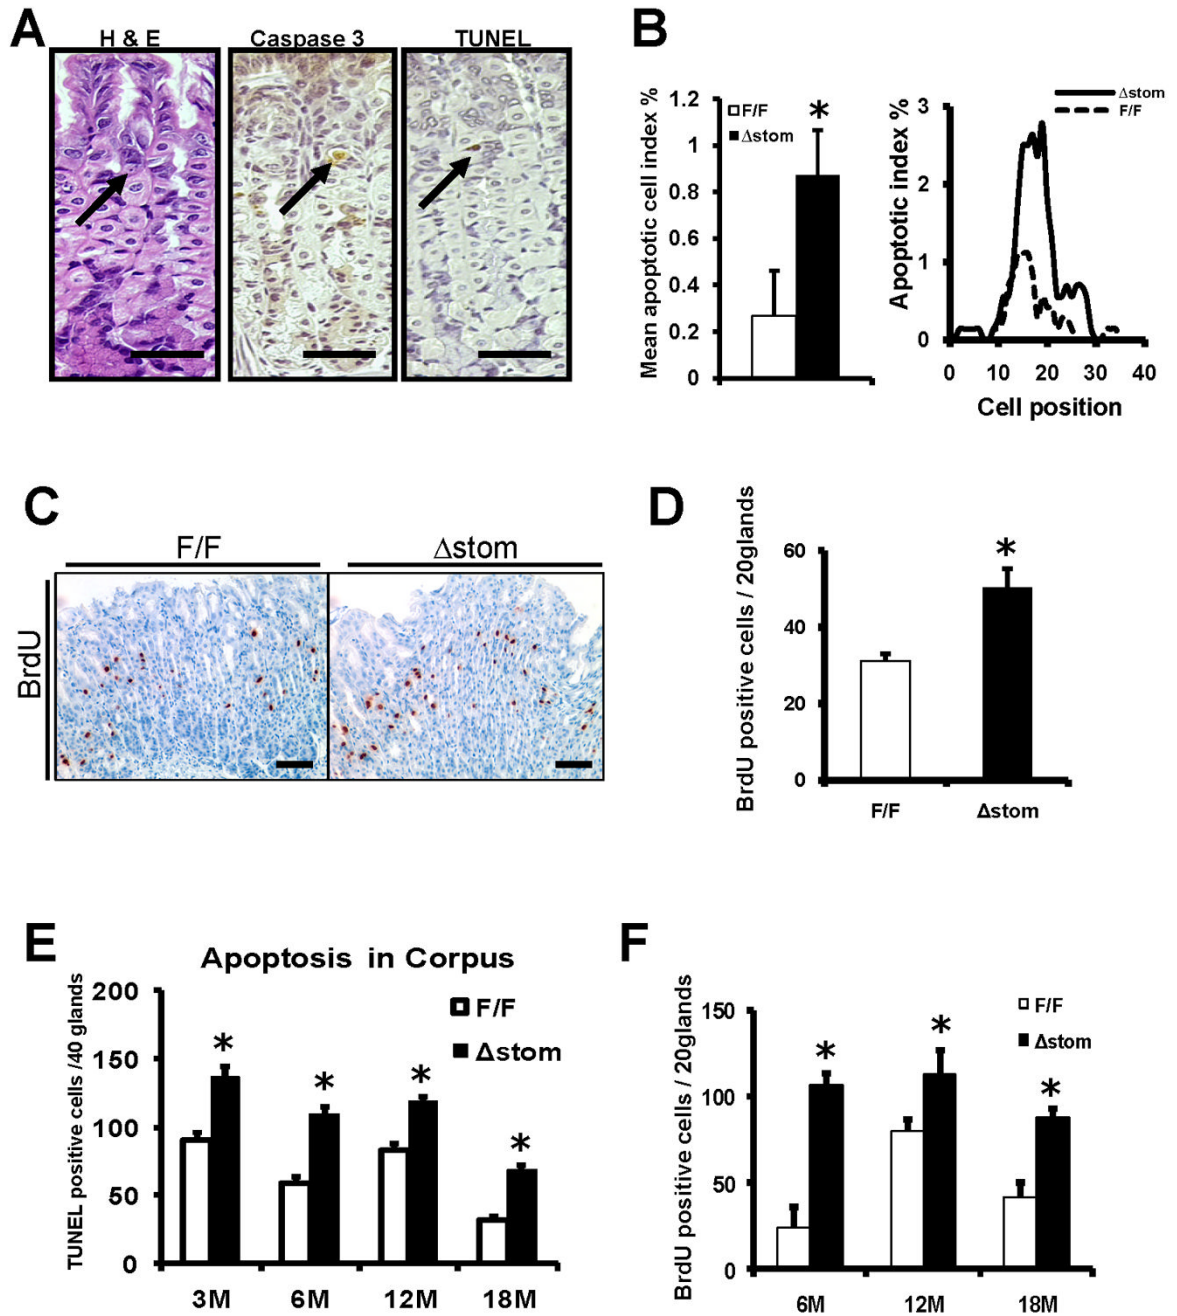 A
H & E
Caspase 3
TUNEL
B
Mean apoptotic cell index %
1.2
1
0.8
0.6
0.4
0.2
0
F/F
Δstom
*
Apoptotic index %
3
2
1
0
Δstom
F/F
0 10 20 30 40
Cell position
C
F/F
Δstom
BrdU
D
BrdU positive cells / 20glands
60
40
20
0
*
F/F
Δstom
E
Apoptosis in Corpus
TUNEL positive cells /40 glands
200
150
100
50
0
F/F
Δstom
* * * *
3M 6M 12M 18M
F
BrdU positive cells / 20glands
150
100
50
0
F/F
Δstom
* * *
6M 12M 18M